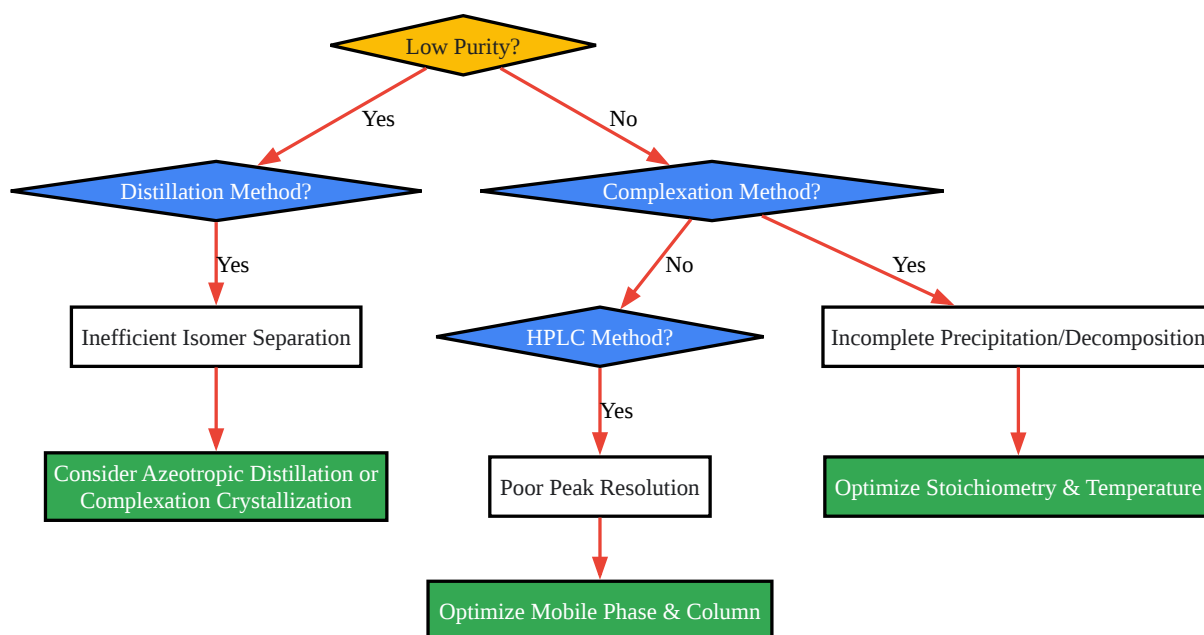 Low Purity?
Yes
No
Distillation Method?
Complexation Method?
Yes
No
Yes
Inefficient Isomer Separation
HPLC Method?
Incomplete Precipitation/Decomposition
Yes
Consider Azeotropic Distillation or
Complexation Crystallization
Poor Peak Resolution
Optimize Stoichiometry & Temperature
Optimize Mobile Phase & Column